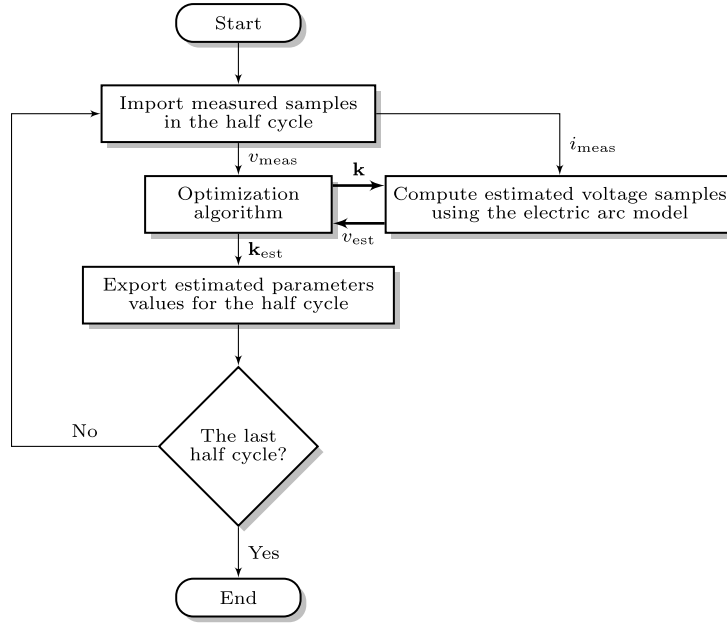 Start
Import measured samples
in the half cycle
i_meas
v_meas
k
Optimization
algorithm
Compute estimated voltage samples
using the electric arc model
v_est
k_est
Export estimated parameters
values for the half cycle
No
The last
half cycle?
Yes
End